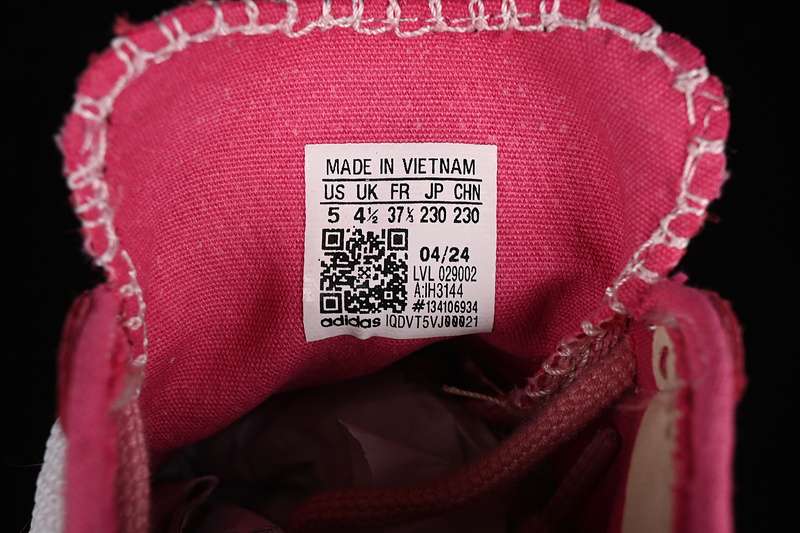 MADE IN VIETNAM
US UK FR JP CHN
5 4½ 37⅓ 230 230
04/24
LVL 029002
A:IH3144
#134106934
adidas IQDVT5VJ00021